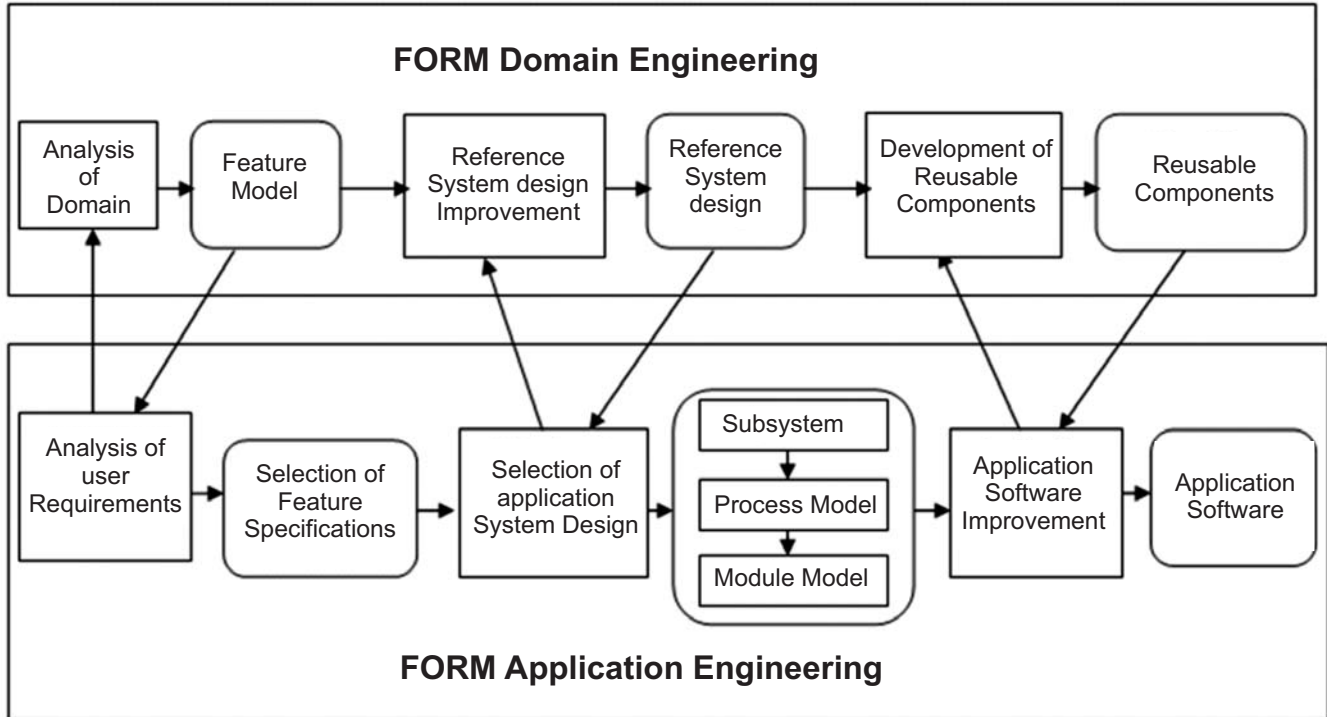 FORM Domain Engineering
Analysis
of
Domain
Feature
Model
Reference
System design
Improvement
Reference
System
design
Development of
Reusable
Components
Reusable
Components
Analysis of
user
Requirements
Selection of
Feature
Specifications
Selection of
application
System Design
Subsystem
Process Model
Module Model
Application
Software
Improvement
Application
Software
FORM Application Engineering